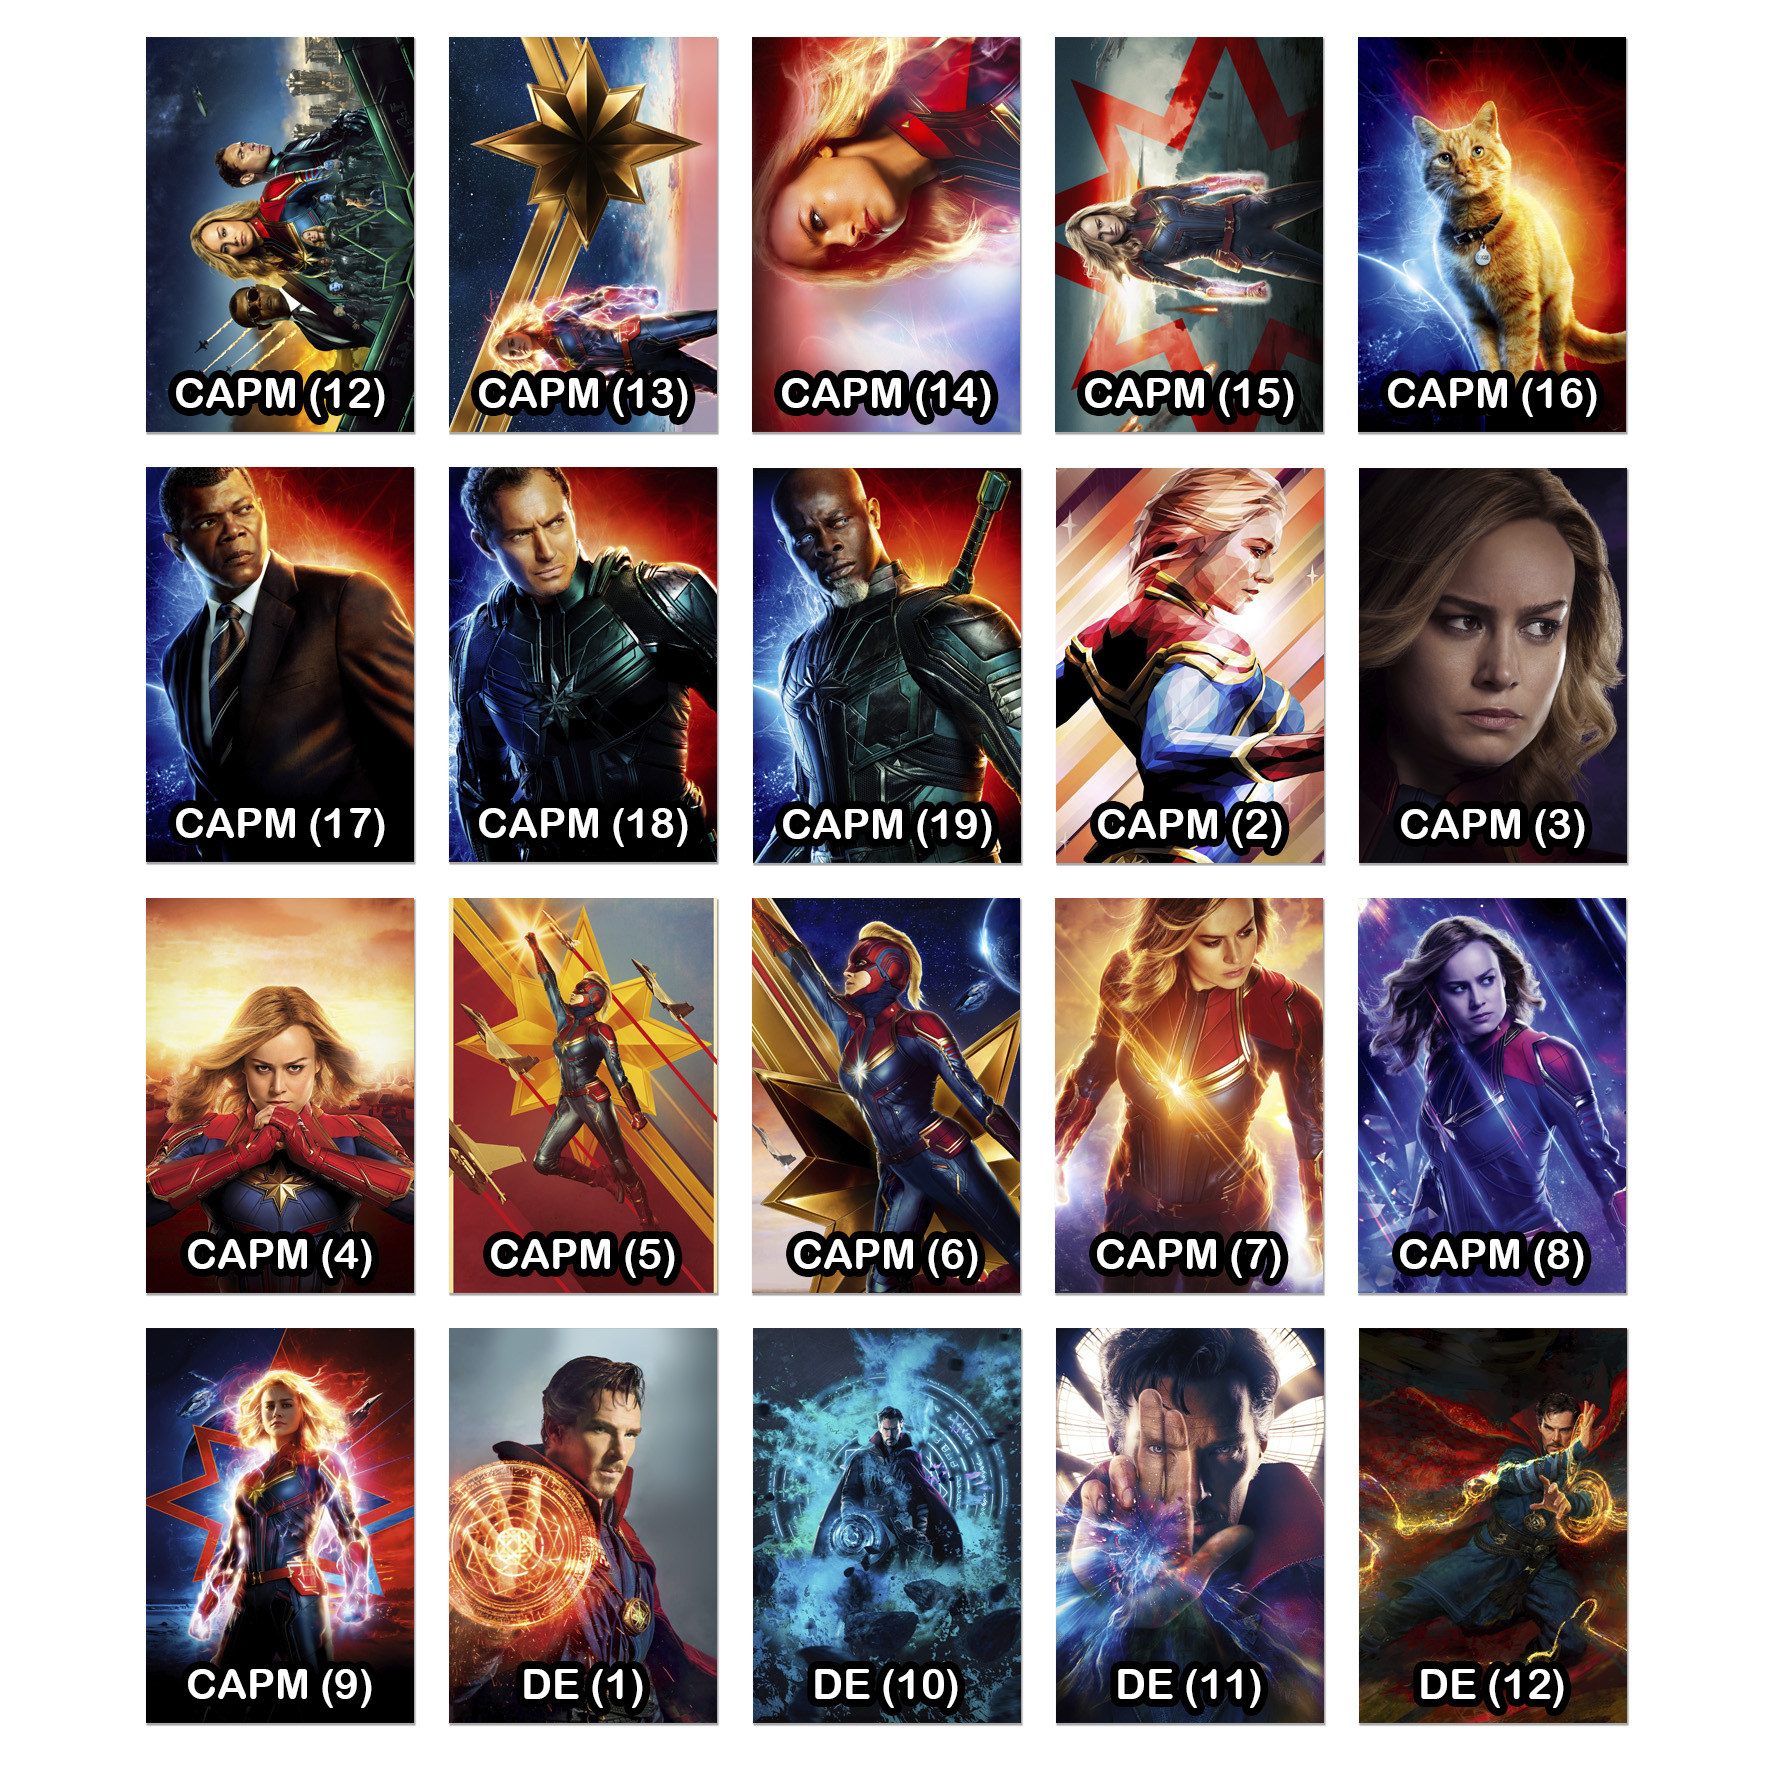 CAPM (12)
CAPM (13)
CAPM (14)
CAPM (15)
CAPM (16)
CAPM (17)
CAPM (18)
CAPM (19)
CAPM (2)
CAPM (3)
CAPM (4)
CAPM (5)
CAPM (6)
CAPM (7)
CAPM (8)
CAPM (9)
DE (1)
DE (10)
DE (11)
DE (12)